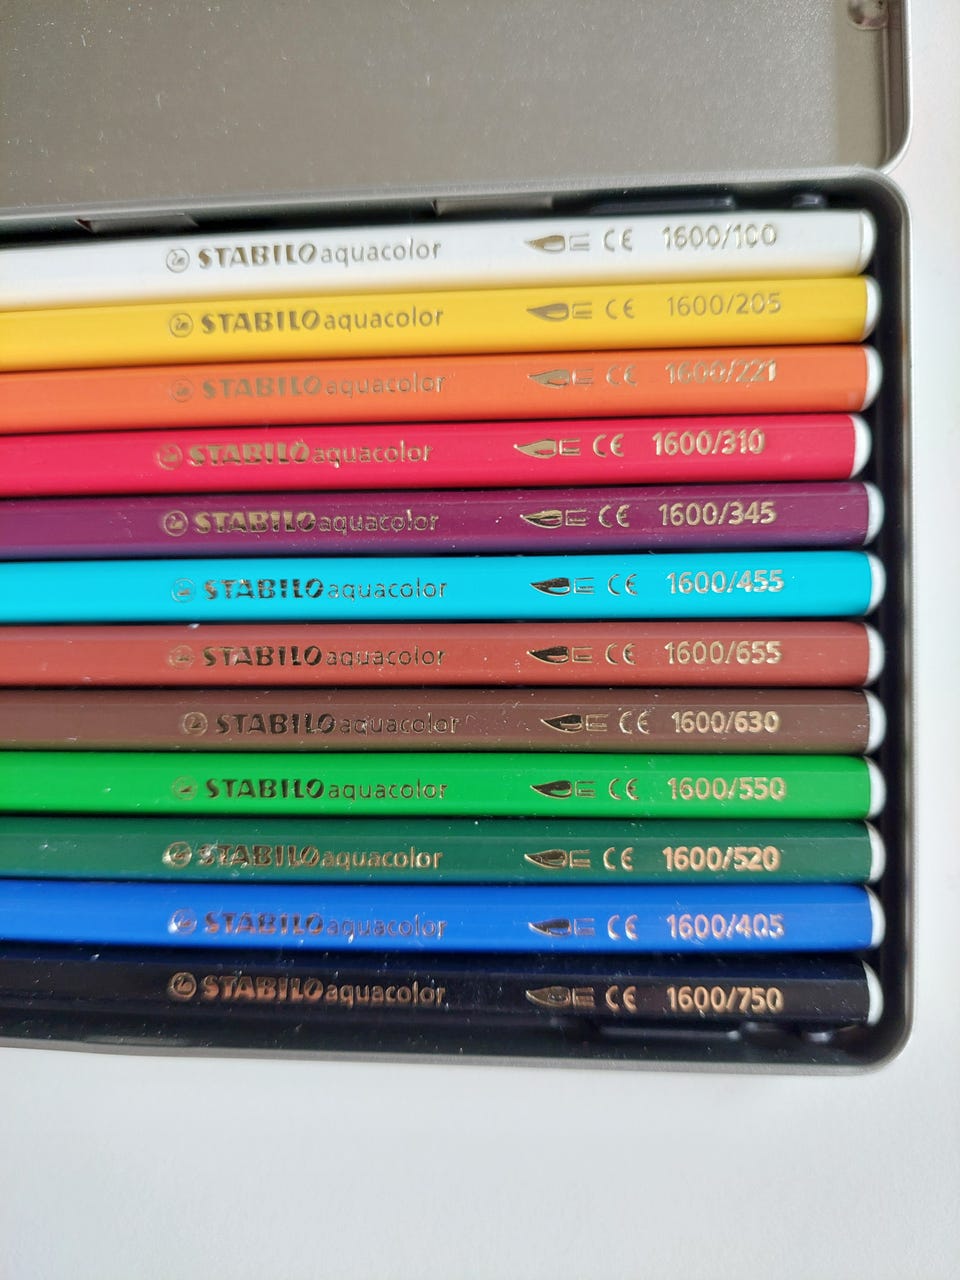 STABILO aquacolor CE 1600/100
STABILO aquacolor CE 1600/205
STABILO aquacolor CE 1600/221
STABILO aquacolor CE 1600/310
STABILO aquacolor CE 1600/345
STABILO aquacolor CE 1600/455
STABILO aquacolor CE 1600/655
STABILO aquacolor CE 1600/630
STABILO aquacolor CE 1600/550
STABILO aquacolor CE 1600/520
STABILO aquacolor CE 1600/405
STABILO aquacolor CE 1600/750